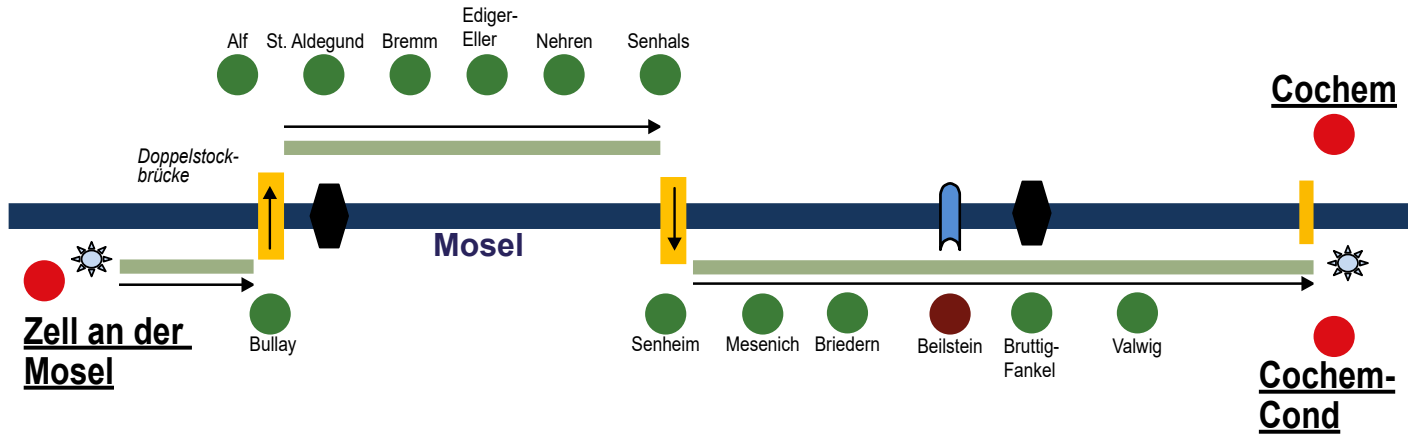 Ediger-
Eller
Alf
St. Aldegund
Bremm
Nehren
Senhals
Cochem
Doppelstock-
brücke
Mosel
Zell an der
Mosel
Bullay
Senheim
Mesenich
Briedern
Beilstein
Bruttig-
Fankel
Valwig
Cochem-
Cond